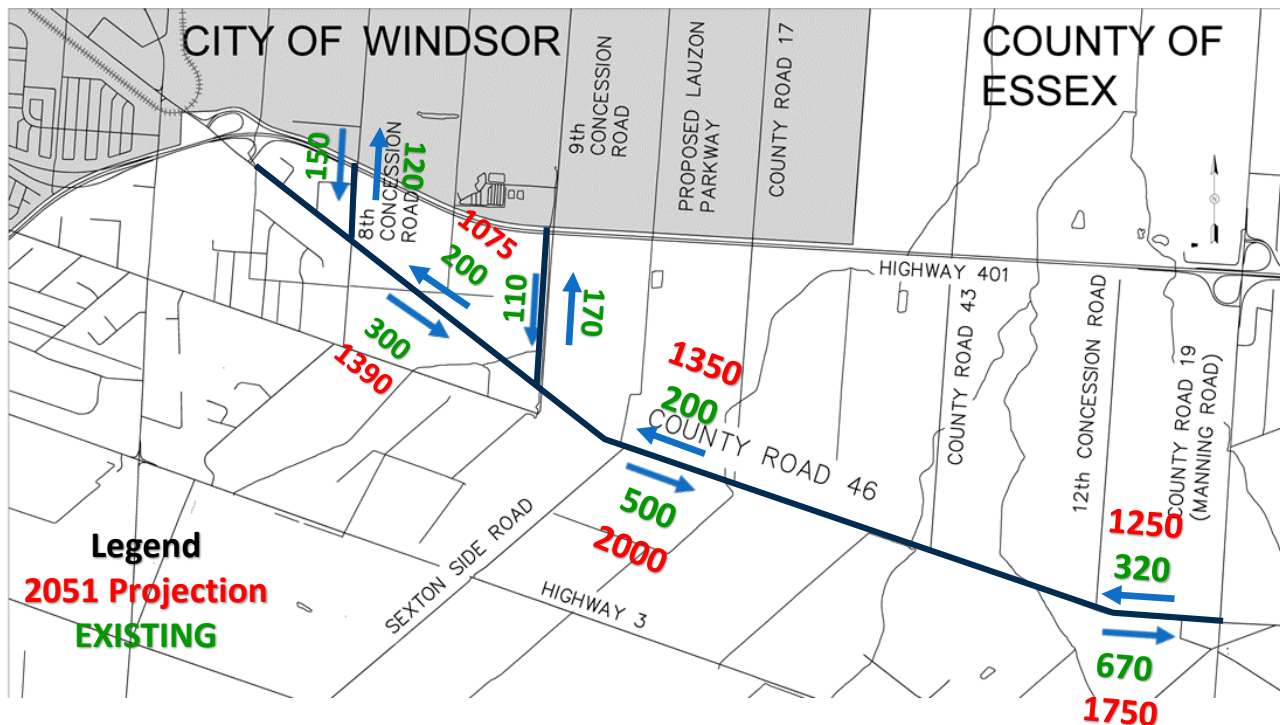 CITY OF WINDSOR
COUNTY OF
ESSEX
150
120
8th
CONCESSION
ROAD
9th
CONCESSION
ROAD
PROPOSED LAUZON
PARKWAY
COUNTY ROAD 17
1075
200
300
1390
110
170
HIGHWAY 401
COUNTY ROAD 43
12th CONCESSION ROAD
COUNTY ROAD 19
(MANNING ROAD)
1350
200
COUNTY ROAD 46
500
2000
SEXTON SIDE ROAD
HIGHWAY 3
1250
320
670
1750
Legend
2051 Projection
EXISTING